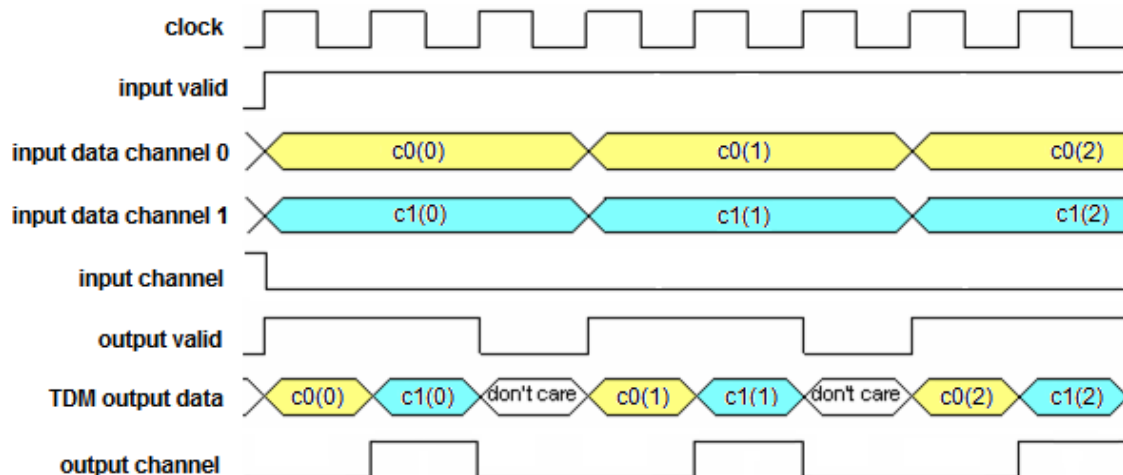 clock
input valid
input data channel 0 c0(0) c0(1) c0(2)
input data channel 1 c1(0) c1(1) c1(2)
input channel
output valid
TDM output data c0(0) c1(0) don't care c0(1) c1(1) don't care c0(2) c1(2)
output channel